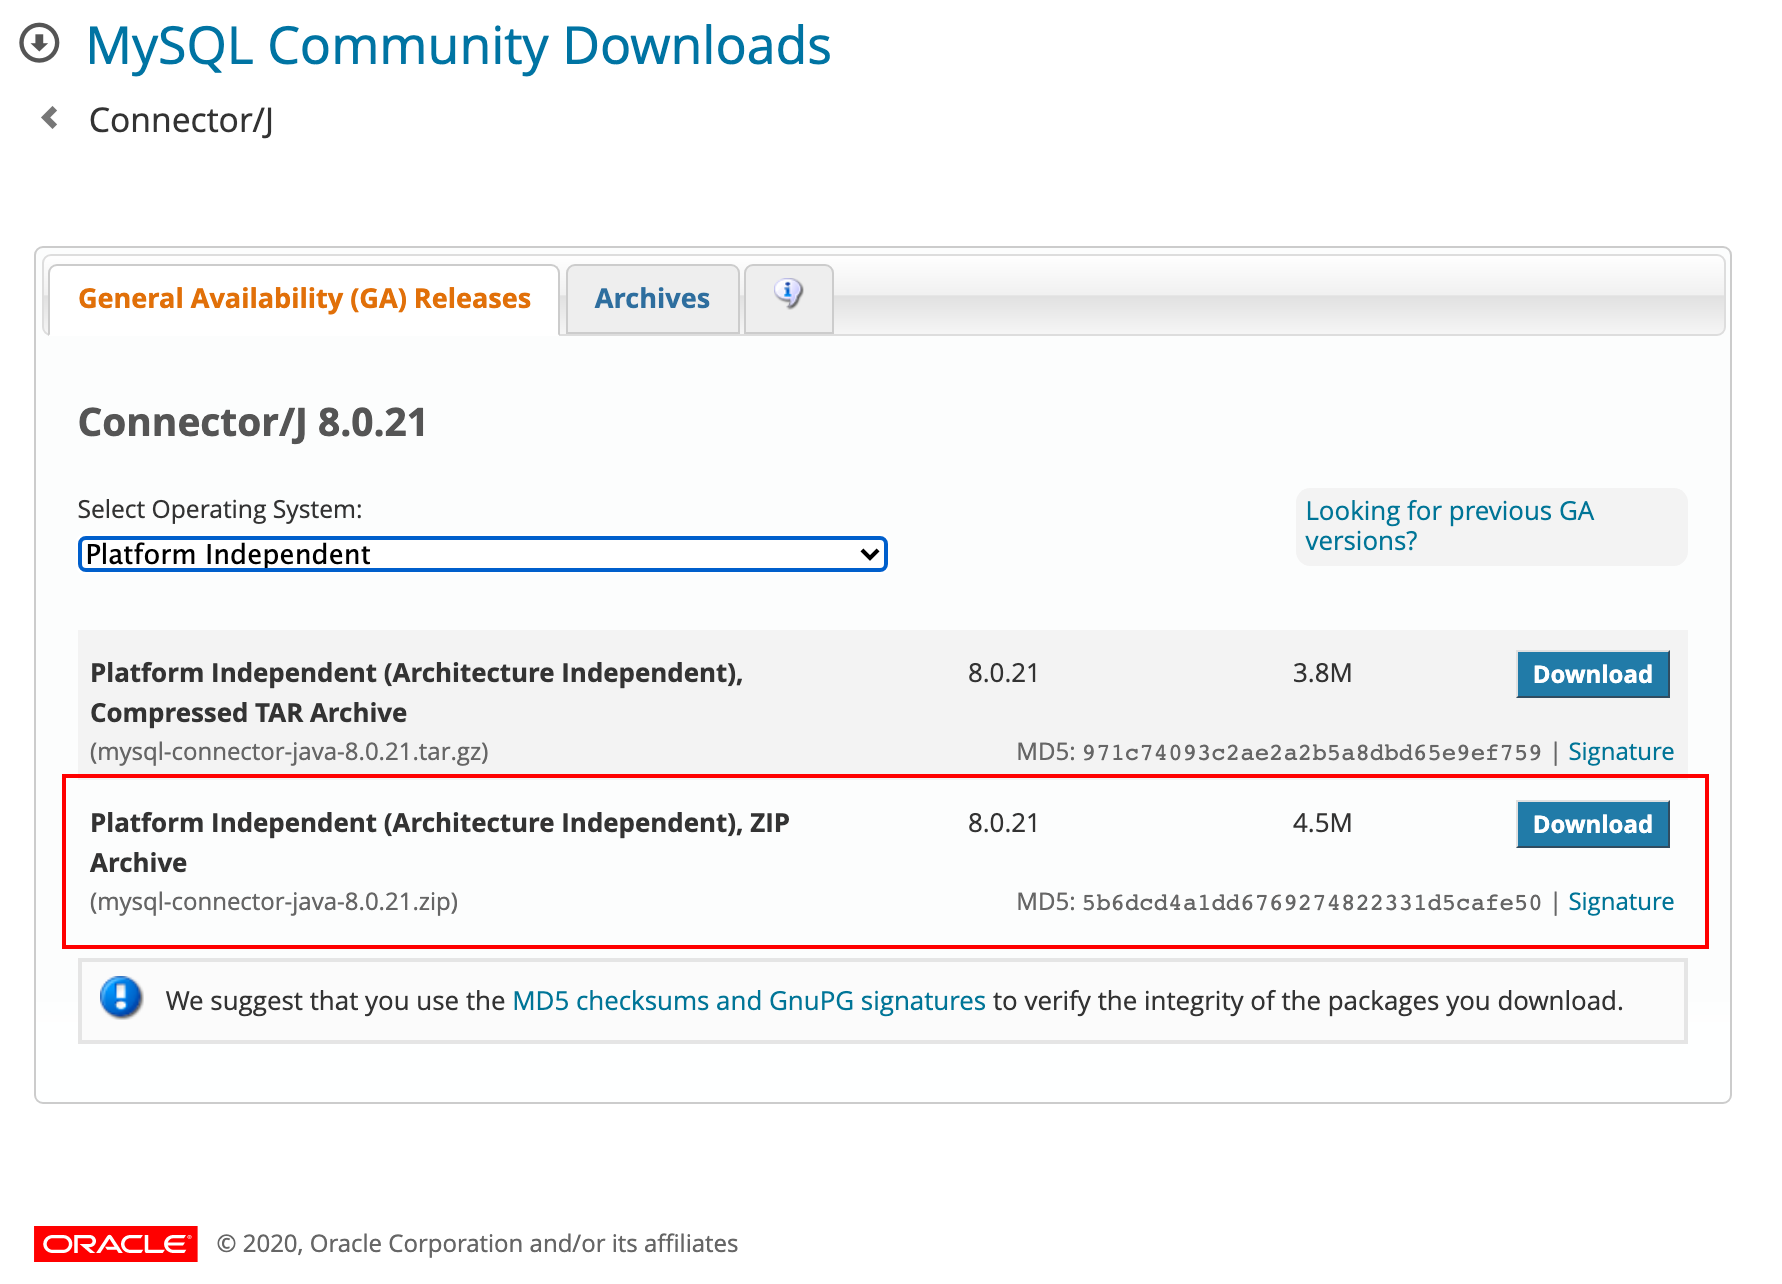 MySQL Community Downloads
Connector/J
General Availability (GA) Releases
Archives
Connector/J 8.0.21
Select Operating System:
Platform Independent
Looking for previous GA
versions?
Platform Independent (Architecture Independent),
Compressed TAR Archive
8.0.21
3.8M
Download
(mysql-connector-java-8.0.21.tar.gz)
MD5: 971c74093c2ae2a2b5a8dbd65e9ef759 | Signature
Platform Independent (Architecture Independent), ZIP
Archive
8.0.21
4.5M
Download
(mysql-connector-java-8.0.21.zip)
MD5: 5b6dcd4a1dd6769274822331d5cafe50 | Signature
We suggest that you use the MD5 checksums and GnuPG signatures to verify the integrity of the packages you download.
ORACLE
© 2020, Oracle Corporation and/or its affiliates